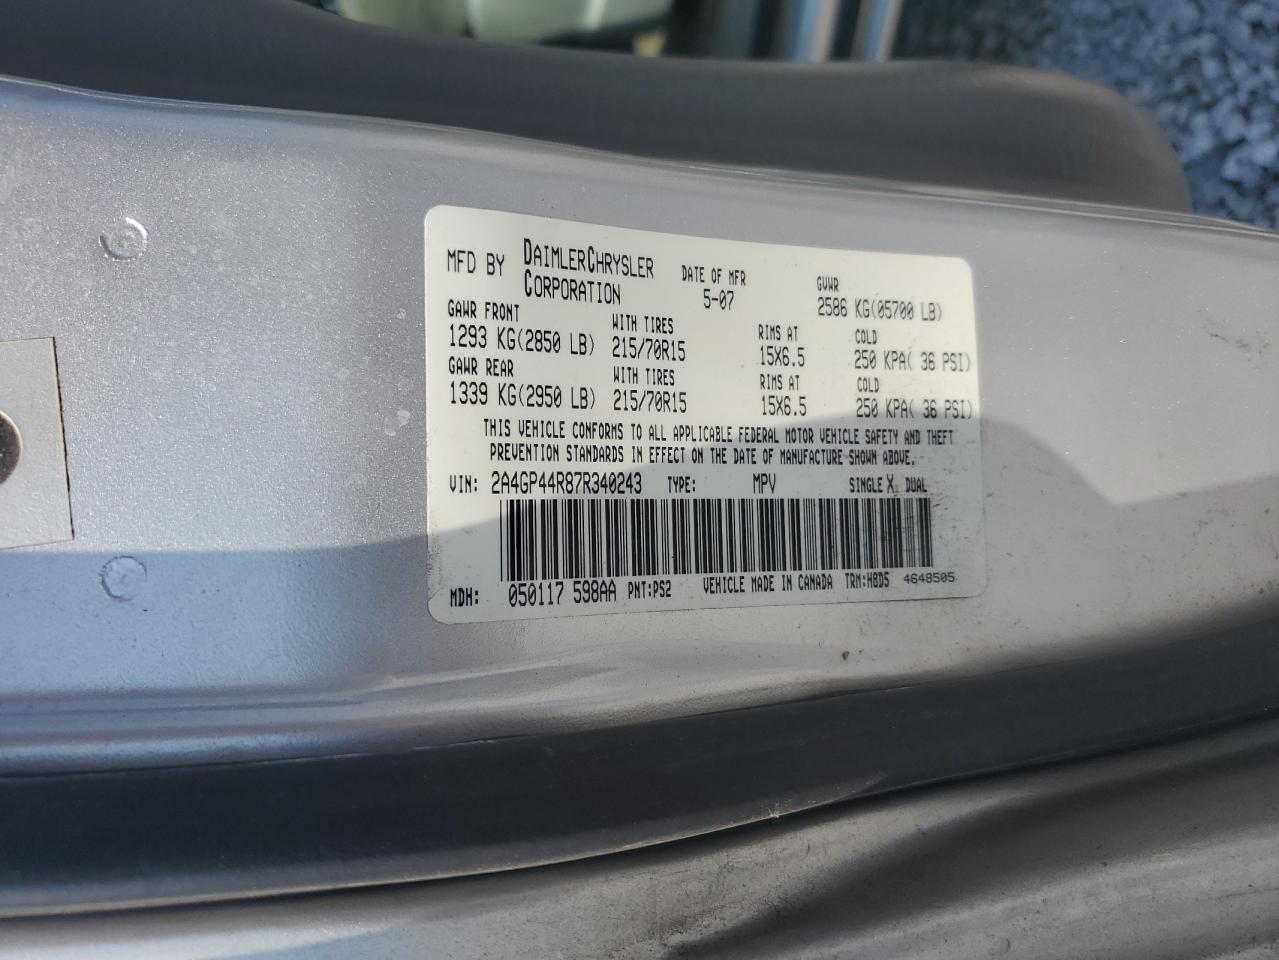 MFD BY DAIMLERCHRYSLER CORPORATION DATE OF MFR 5-07 GVWR 2586 KG(05700 LB)
GAWR FRONT WITH TIRES RIMS AT COLD
1293 KG(2850 LB) 215/70R15 15X6.5 250 KPA( 36 PSI)
GAWR REAR WITH TIRES RIMS AT COLD
1339 KG(2950 LB) 215/70R15 15X6.5 250 KPA( 36 PSI)
THIS VEHICLE CONFORMS TO ALL APPLICABLE FEDERAL MOTOR VEHICLE SAFETY AND THEFT
PREVENTION STANDARDS IN EFFECT ON THE DATE OF MANUFACTURE SHOWN ABOVE.
VIN: 2A4GP44R87R340243 TYPE: MPV SINGLE X DUAL
MDH: 050117 598AA PNT:PS2 VEHICLE MADE IN CANADA TRM:H8D5 4648505